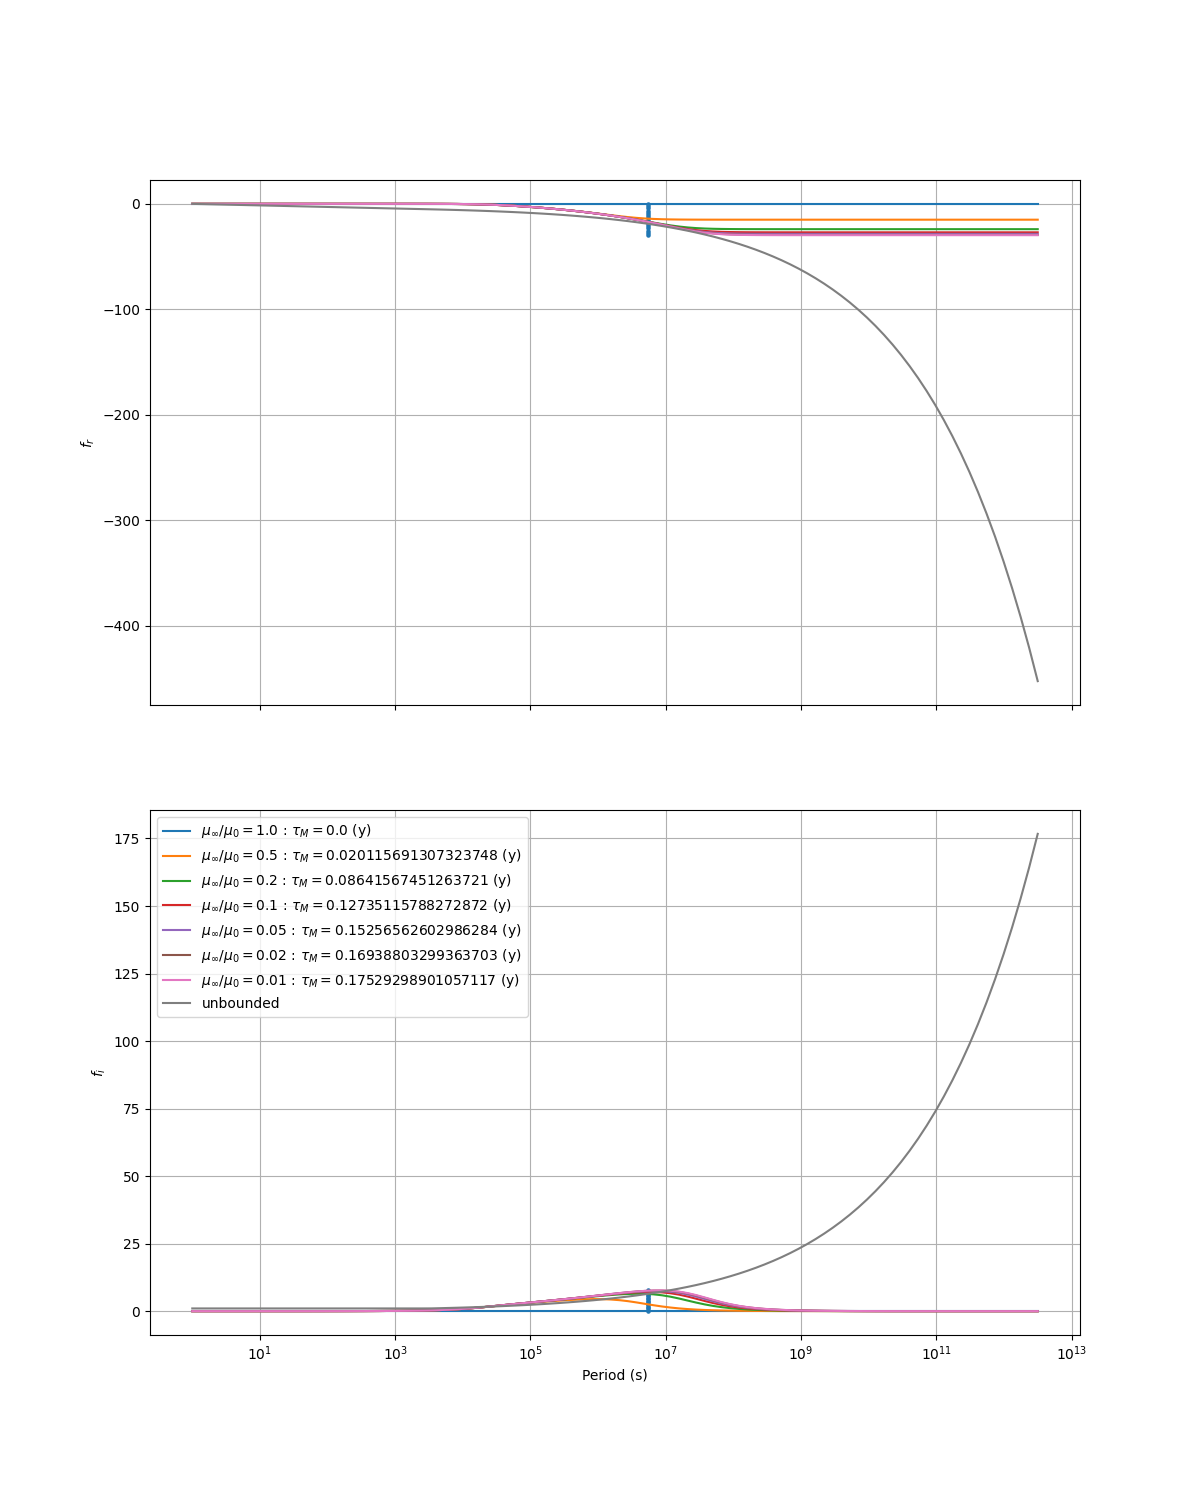 0
−100
−200
−300
−400
f_r
μ∞/μ0 = 1.0 : τM = 0.0 (y)
μ∞/μ0 = 0.5 : τM = 0.020115691307323748 (y)
μ∞/μ0 = 0.2 : τM = 0.08641567451263721 (y)
μ∞/μ0 = 0.1 : τM = 0.12735115788272872 (y)
μ∞/μ0 = 0.05 : τM = 0.15256562602986284 (y)
μ∞/μ0 = 0.02 : τM = 0.16938803299363703 (y)
μ∞/μ0 = 0.01 : τM = 0.17529298901057117 (y)
unbounded
175
150
125
100
75
50
25
0
f_i
10^1 10^3 10^5 10^7 10^9 10^11 10^13
Period (s)